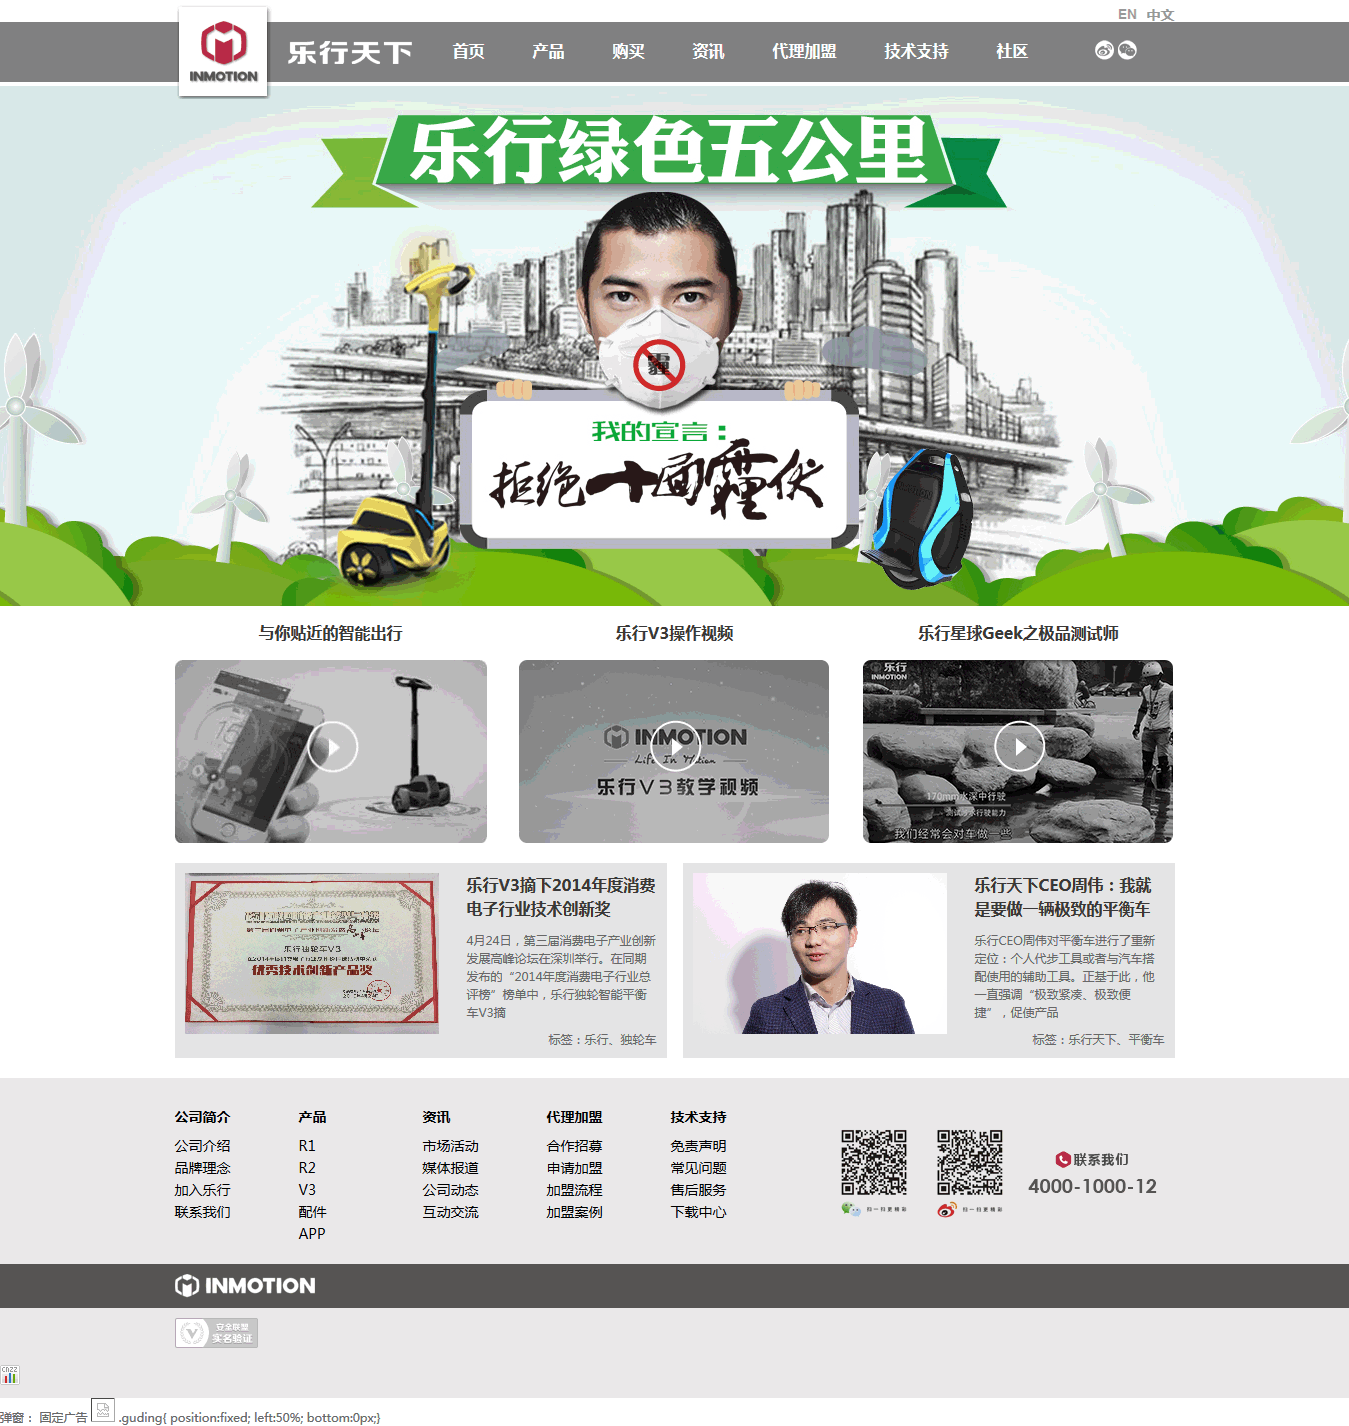 EN 中文
INMOTION
乐行天下 首页 产品 购买 资讯 代理加盟 技术支持 社区
乐行绿色五公里
霾
我的宣言：
拒绝十面霾伏
与你贴近的智能出行 乐行V3操作视频 乐行星球Geek之极品测试师
乐行
INMOTION
INMOTION
Life In Motion
乐行V3教学视频
170mm水深中行驶
测试涉水行驶能力
我们经常会对车做一些
乐行V3摘下2014年度消费
电子行业技术创新奖
4月24日，第三届消费电子产业创新
发展高峰论坛在深圳举行。在同期
发布的“2014年度消费电子行业总
评榜”榜单中，乐行独轮智能平衡
车V3摘
标签：乐行、独轮车
乐行独轮车V3
优秀技术创新产品奖
乐行天下CEO周伟：我就
是要做一辆极致的平衡车
乐行CEO周伟对平衡车进行了重新
定位：个人代步工具或者与汽车搭
配使用的辅助工具。正基于此，他
一直强调“极致紧凑、极致便
捷”，促使产品
标签：乐行天下、平衡车
公司简介 产品 资讯 代理加盟 技术支持
公司介绍 R1 市场活动 合作招募 免责声明
品牌理念 R2 媒体报道 申请加盟 常见问题
加入乐行 V3 公司动态 加盟流程 售后服务
联系我们 配件 互动交流 加盟案例 下载中心
APP
扫一扫更精彩 扫一扫更精彩
联系我们
4000-1000-12
INMOTION
安全联盟
实名验证
CNZZ
弹窗： 固定广告 .guding{ position:fixed; left:50%; bottom:0px;}